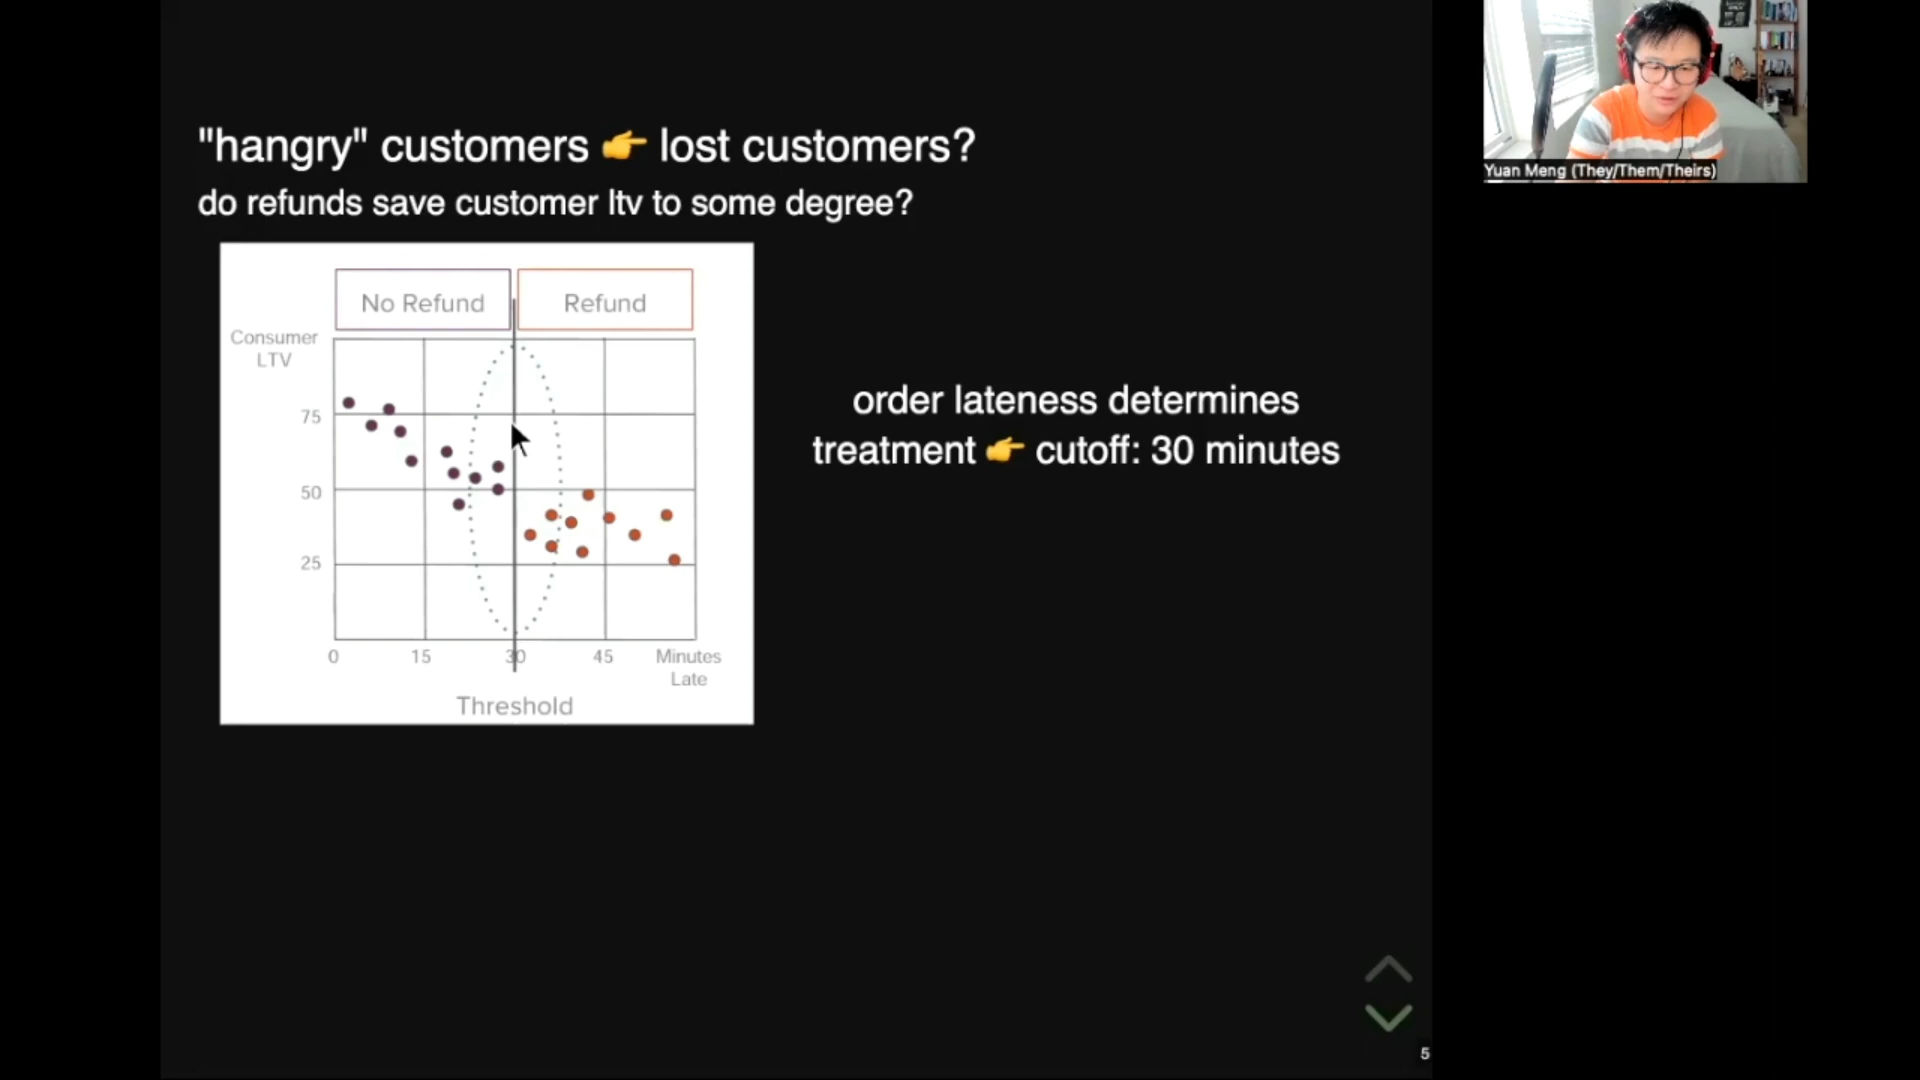 "hangry" customers 👉 lost customers?
do refunds save customer ltv to some degree?
No Refund
Refund
Consumer
LTV
75
50
25
0
15
30
45
Minutes
Late
Threshold
order lateness determines
treatment 👉 cutoff: 30 minutes
5
Yuan Meng (They/Them/Theirs)